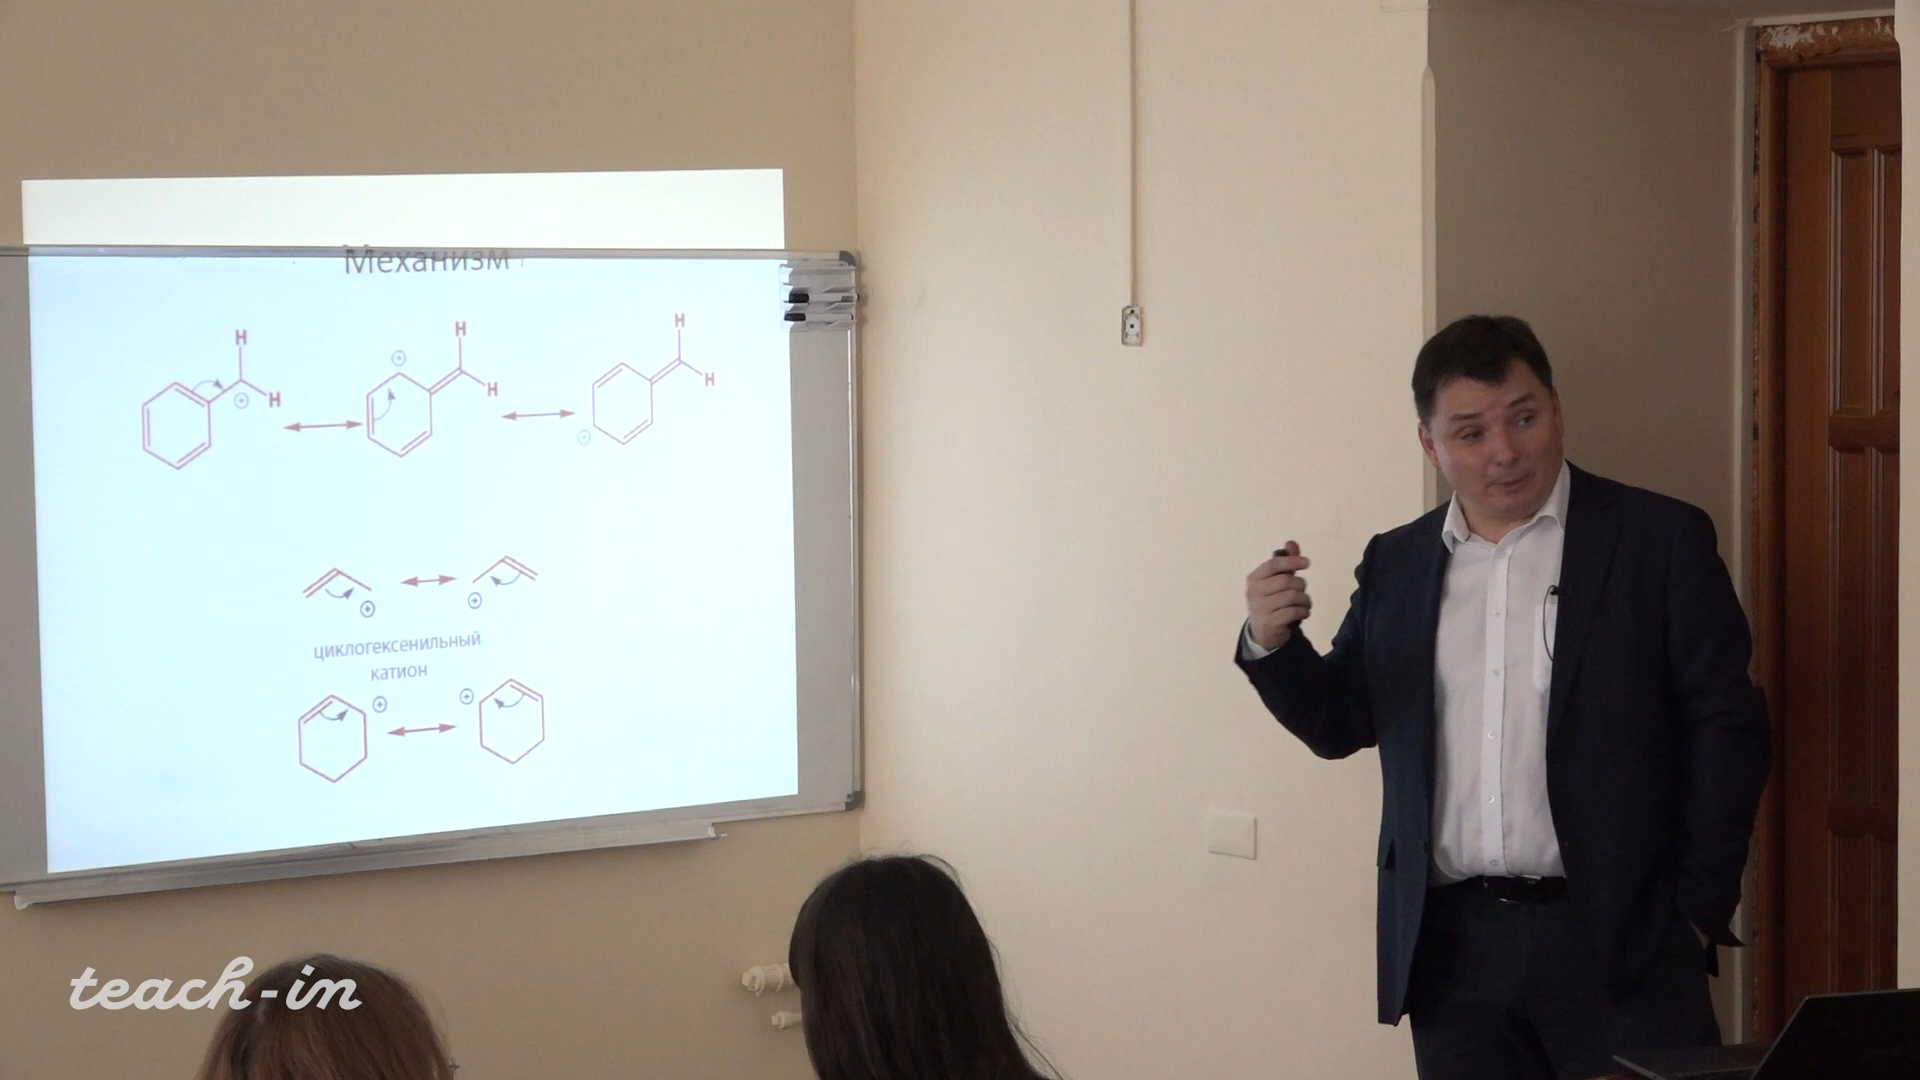 Механизм
H
H
H
H
H
H
циклогексенильный
катион
teach-in